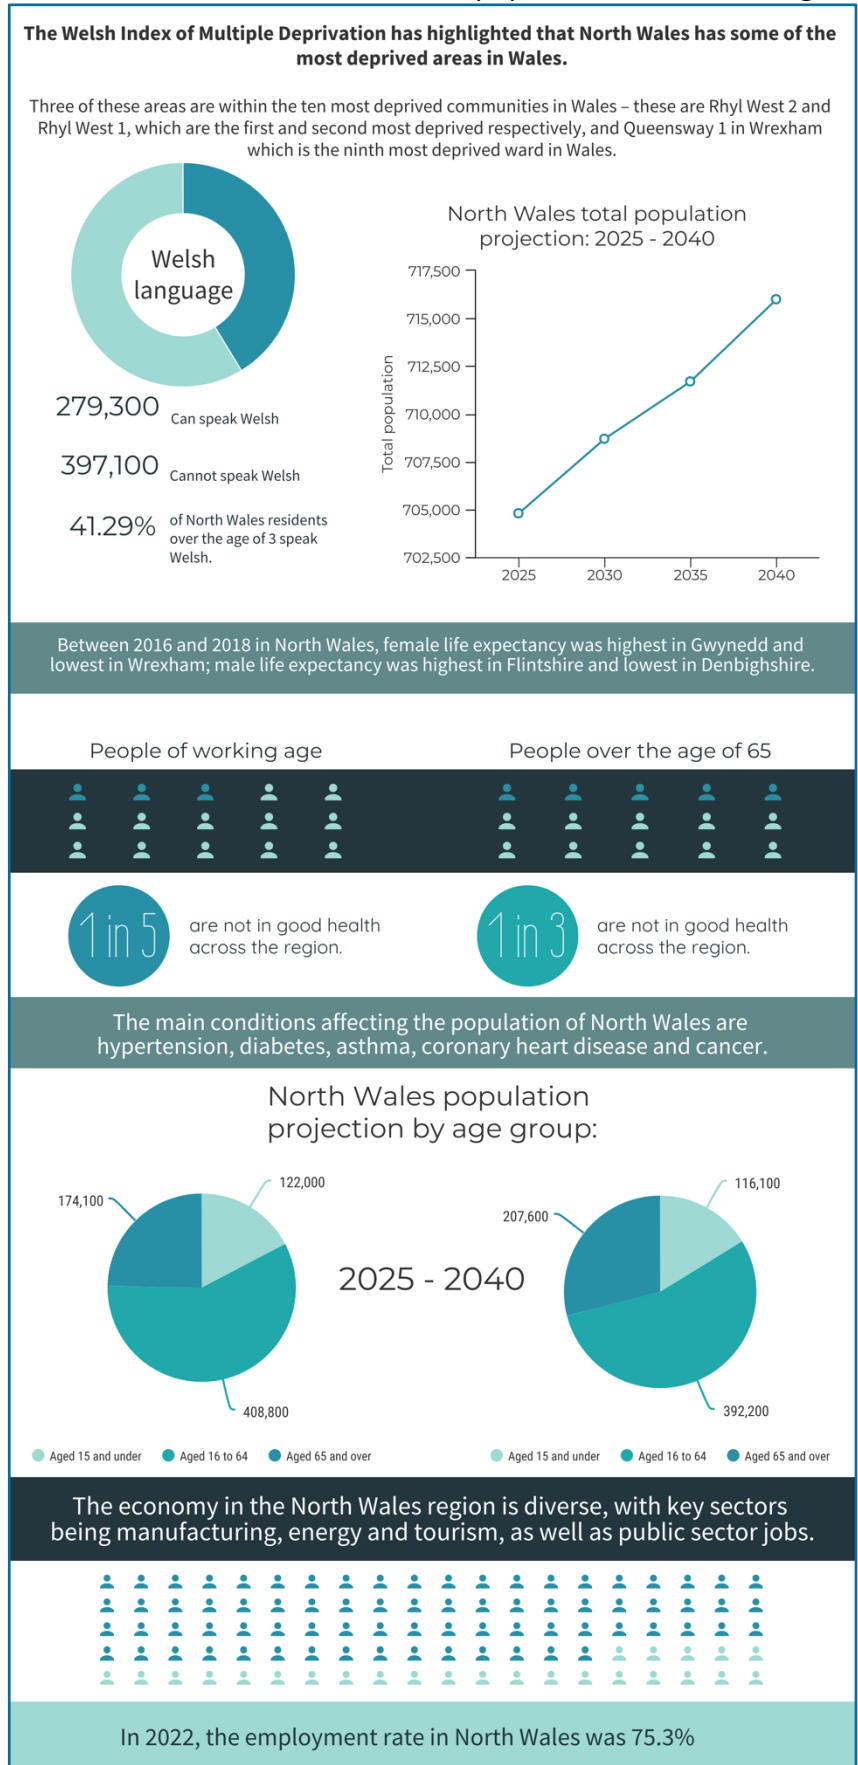 The Welsh Index of Multiple Deprivation has highlighted that North Wales has some of the
most deprived areas in Wales.
Three of these areas are within the ten most deprived communities in Wales – these are Rhyl West 2 and
Rhyl West 1, which are the first and second most deprived respectively, and Queensway 1 in Wrexham
which is the ninth most deprived ward in Wales.
Welsh
language
279,300 Can speak Welsh
397,100 Cannot speak Welsh
41.29% of North Wales residents
over the age of 3 speak
Welsh.
North Wales total population
projection: 2025 - 2040
Total population
717,500
715,000
712,500
710,000
707,500
705,000
702,500
2025 2030 2035 2040
Between 2016 and 2018 in North Wales, female life expectancy was highest in Gwynedd and
lowest in Wrexham; male life expectancy was highest in Flintshire and lowest in Denbighshire.
People of working age
1 in 5 are not in good health
across the region.
People over the age of 65
1 in 3 are not in good health
across the region.
The main conditions affecting the population of North Wales are
hypertension, diabetes, asthma, coronary heart disease and cancer.
North Wales population
projection by age group:
174,100
122,000
408,800
2025 - 2040
207,600
116,100
392,200
Aged 15 and under Aged 16 to 64 Aged 65 and over
Aged 15 and under Aged 16 to 64 Aged 65 and over
The economy in the North Wales region is diverse, with key sectors
being manufacturing, energy and tourism, as well as public sector jobs.
In 2022, the employment rate in North Wales was 75.3%